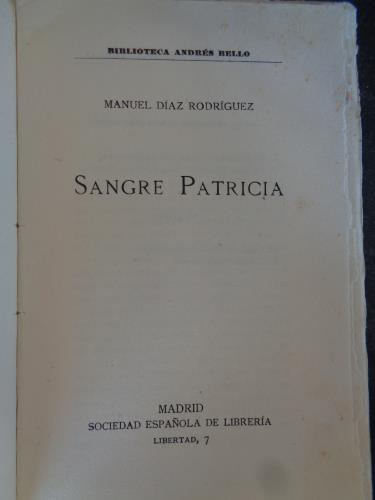 BIBLIOTECA ANDRÉS BELLO
MANUEL DÍAZ RODRÍGUEZ
SANGRE PATRICIA
MADRID
SOCIEDAD ESPAÑOLA DE LIBRERÍA
LIBERTAD, 7